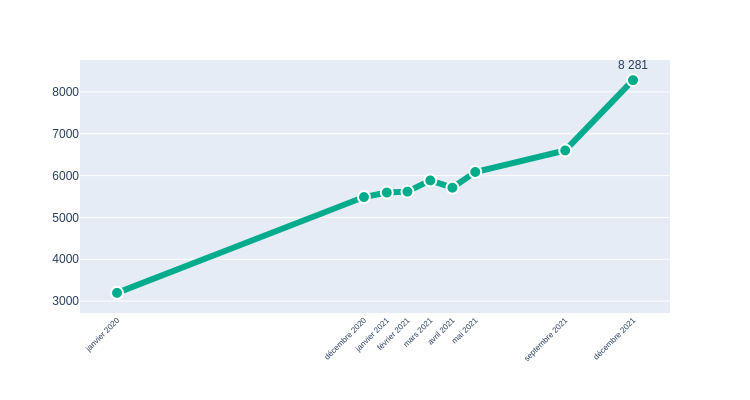 8 281
8000
7000
6000
5000
4000
3000
janvier 2020
décembre 2020
janvier 2021
février 2021
mars 2021
avril 2021
mai 2021
septembre 2021
décembre 2021